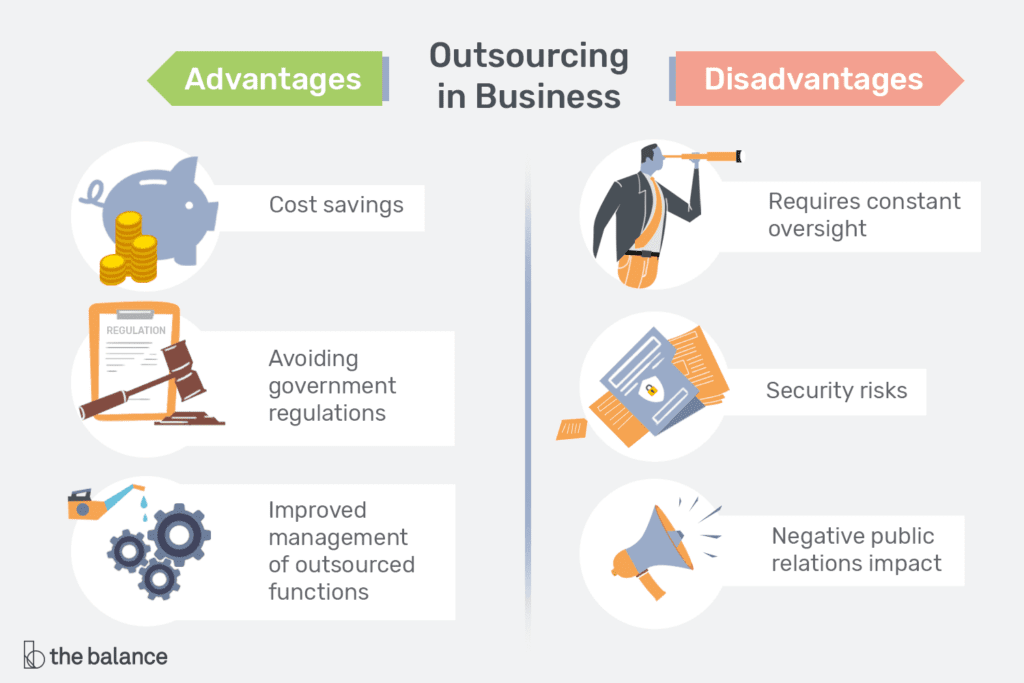 Outsourcing
in Business
Advantages
Cost savings
REGULATION
Avoiding
government
regulations
Improved
management
of outsourced
functions
Disadvantages
Requires constant
oversight
Security risks
Negative public
relations impact
the balance